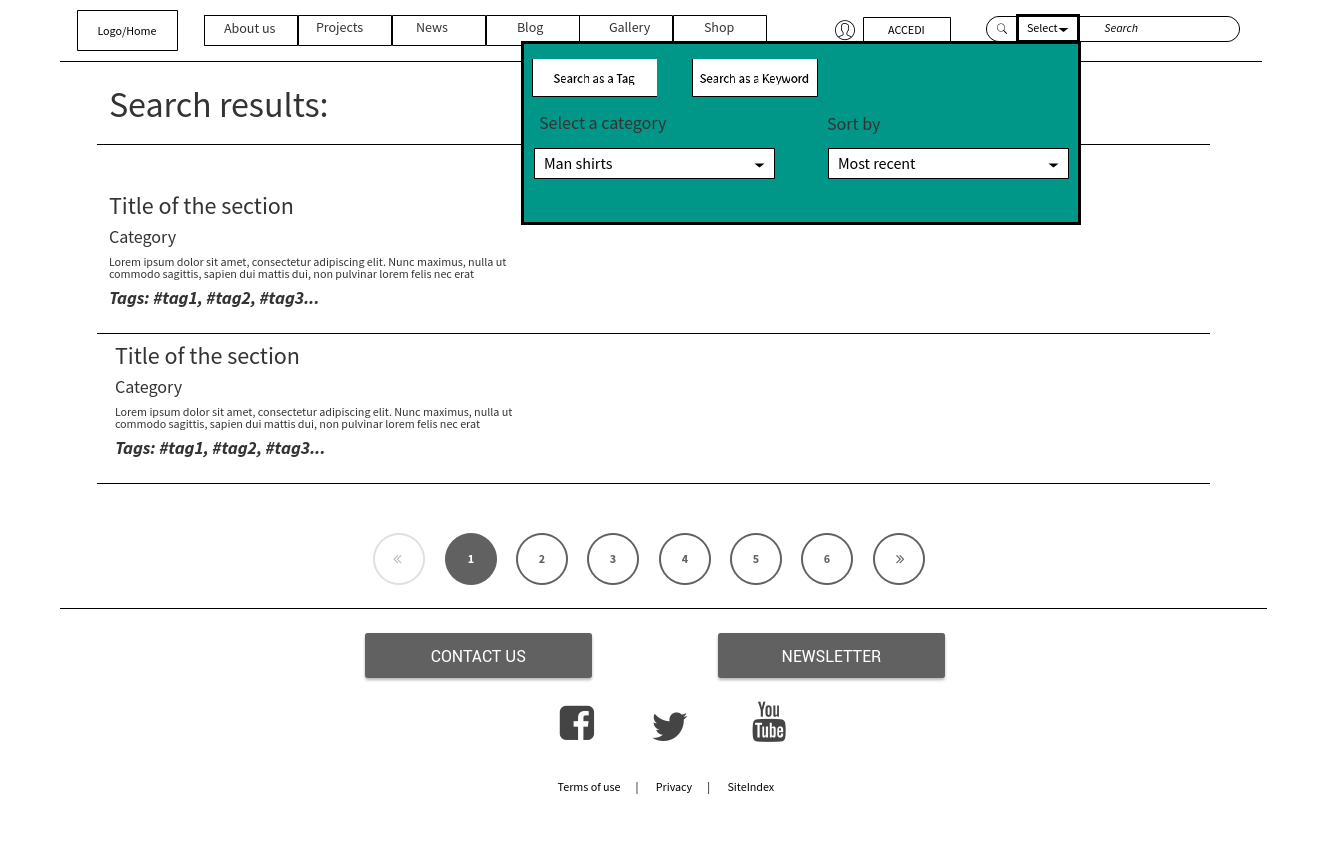 Logo/Home
About us
Projects
News
Blog
Gallery
Shop
ACCEDI
Select
Search
Search as a Tag
Search as a Keyword
Select a category
Sort by
Man shirts
Most recent
Search results:
Title of the section
Category
Lorem ipsum dolor sit amet, consectetur adipiscing elit. Nunc maximus, nulla ut
commodo sagittis, sapien dui mattis dui, non pulvinar lorem felis nec erat
Tags: #tag1, #tag2, #tag3...
Title of the section
Category
Lorem ipsum dolor sit amet, consectetur adipiscing elit. Nunc maximus, nulla ut
commodo sagittis, sapien dui mattis dui, non pulvinar lorem felis nec erat
Tags: #tag1, #tag2, #tag3...
« 1 2 3 4 5 6 »
CONTACT US
NEWSLETTER
You
Tube
Terms of use | Privacy | SiteIndex